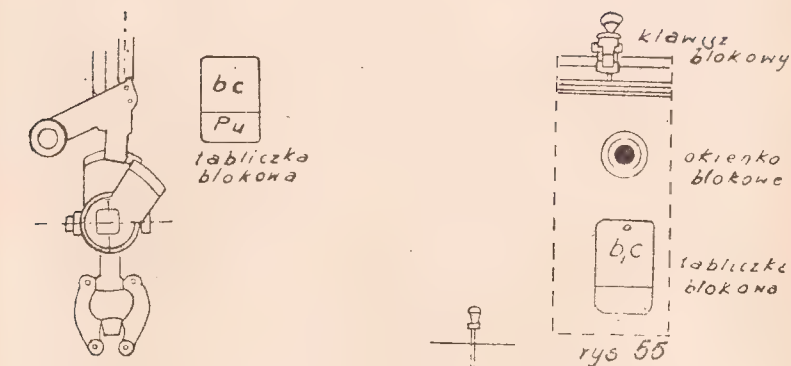 bc
Pu
tabliczka
blokowa
klawisz
blokowy
okienko
blokowe
b,c
tabliczka
blokowa
rys 55